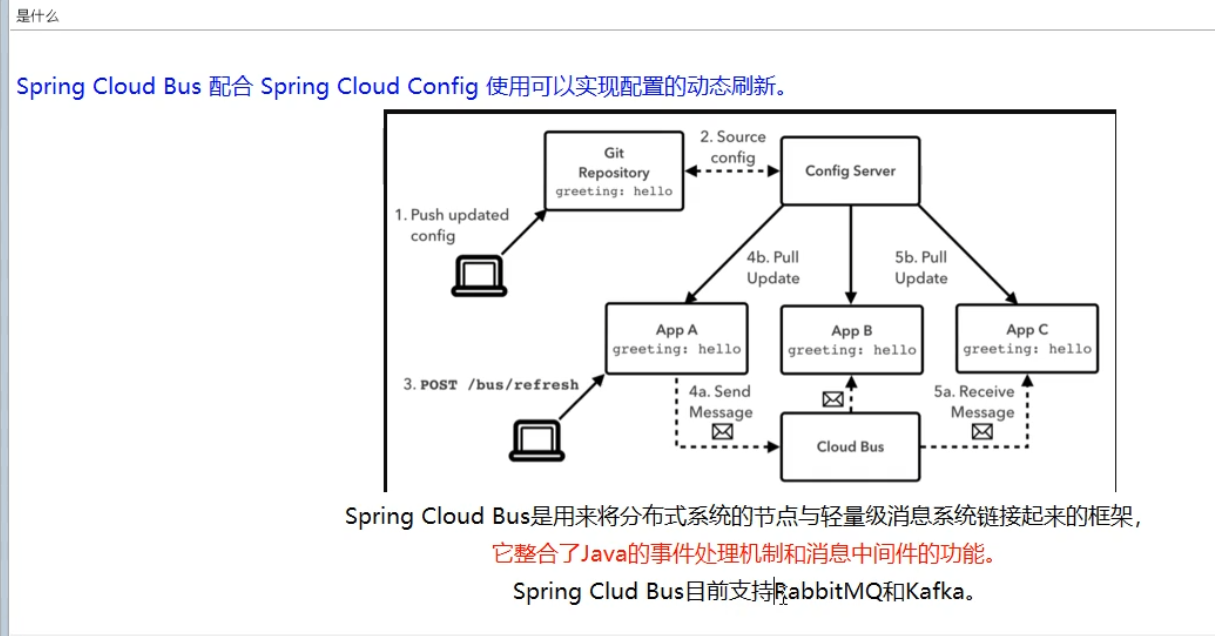 是什么
Spring Cloud Bus 配合 Spring Cloud Config 使用可以实现配置的动态刷新。
Git
Repository
greeting: hello
2. Source
config
Config Server
1. Push updated
config
4b. Pull
Update
5b. Pull
Update
App A
greeting: hello
App B
greeting: hello
App C
greeting: hello
3. POST /bus/refresh
4a. Send
Message
5a. Receive
Message
Cloud Bus
Spring Cloud Bus是用来将分布式系统的节点与轻量级消息系统链接起来的框架，
它整合了Java的事件处理机制和消息中间件的功能。
Spring Clud Bus目前支持RabbitMQ和Kafka。